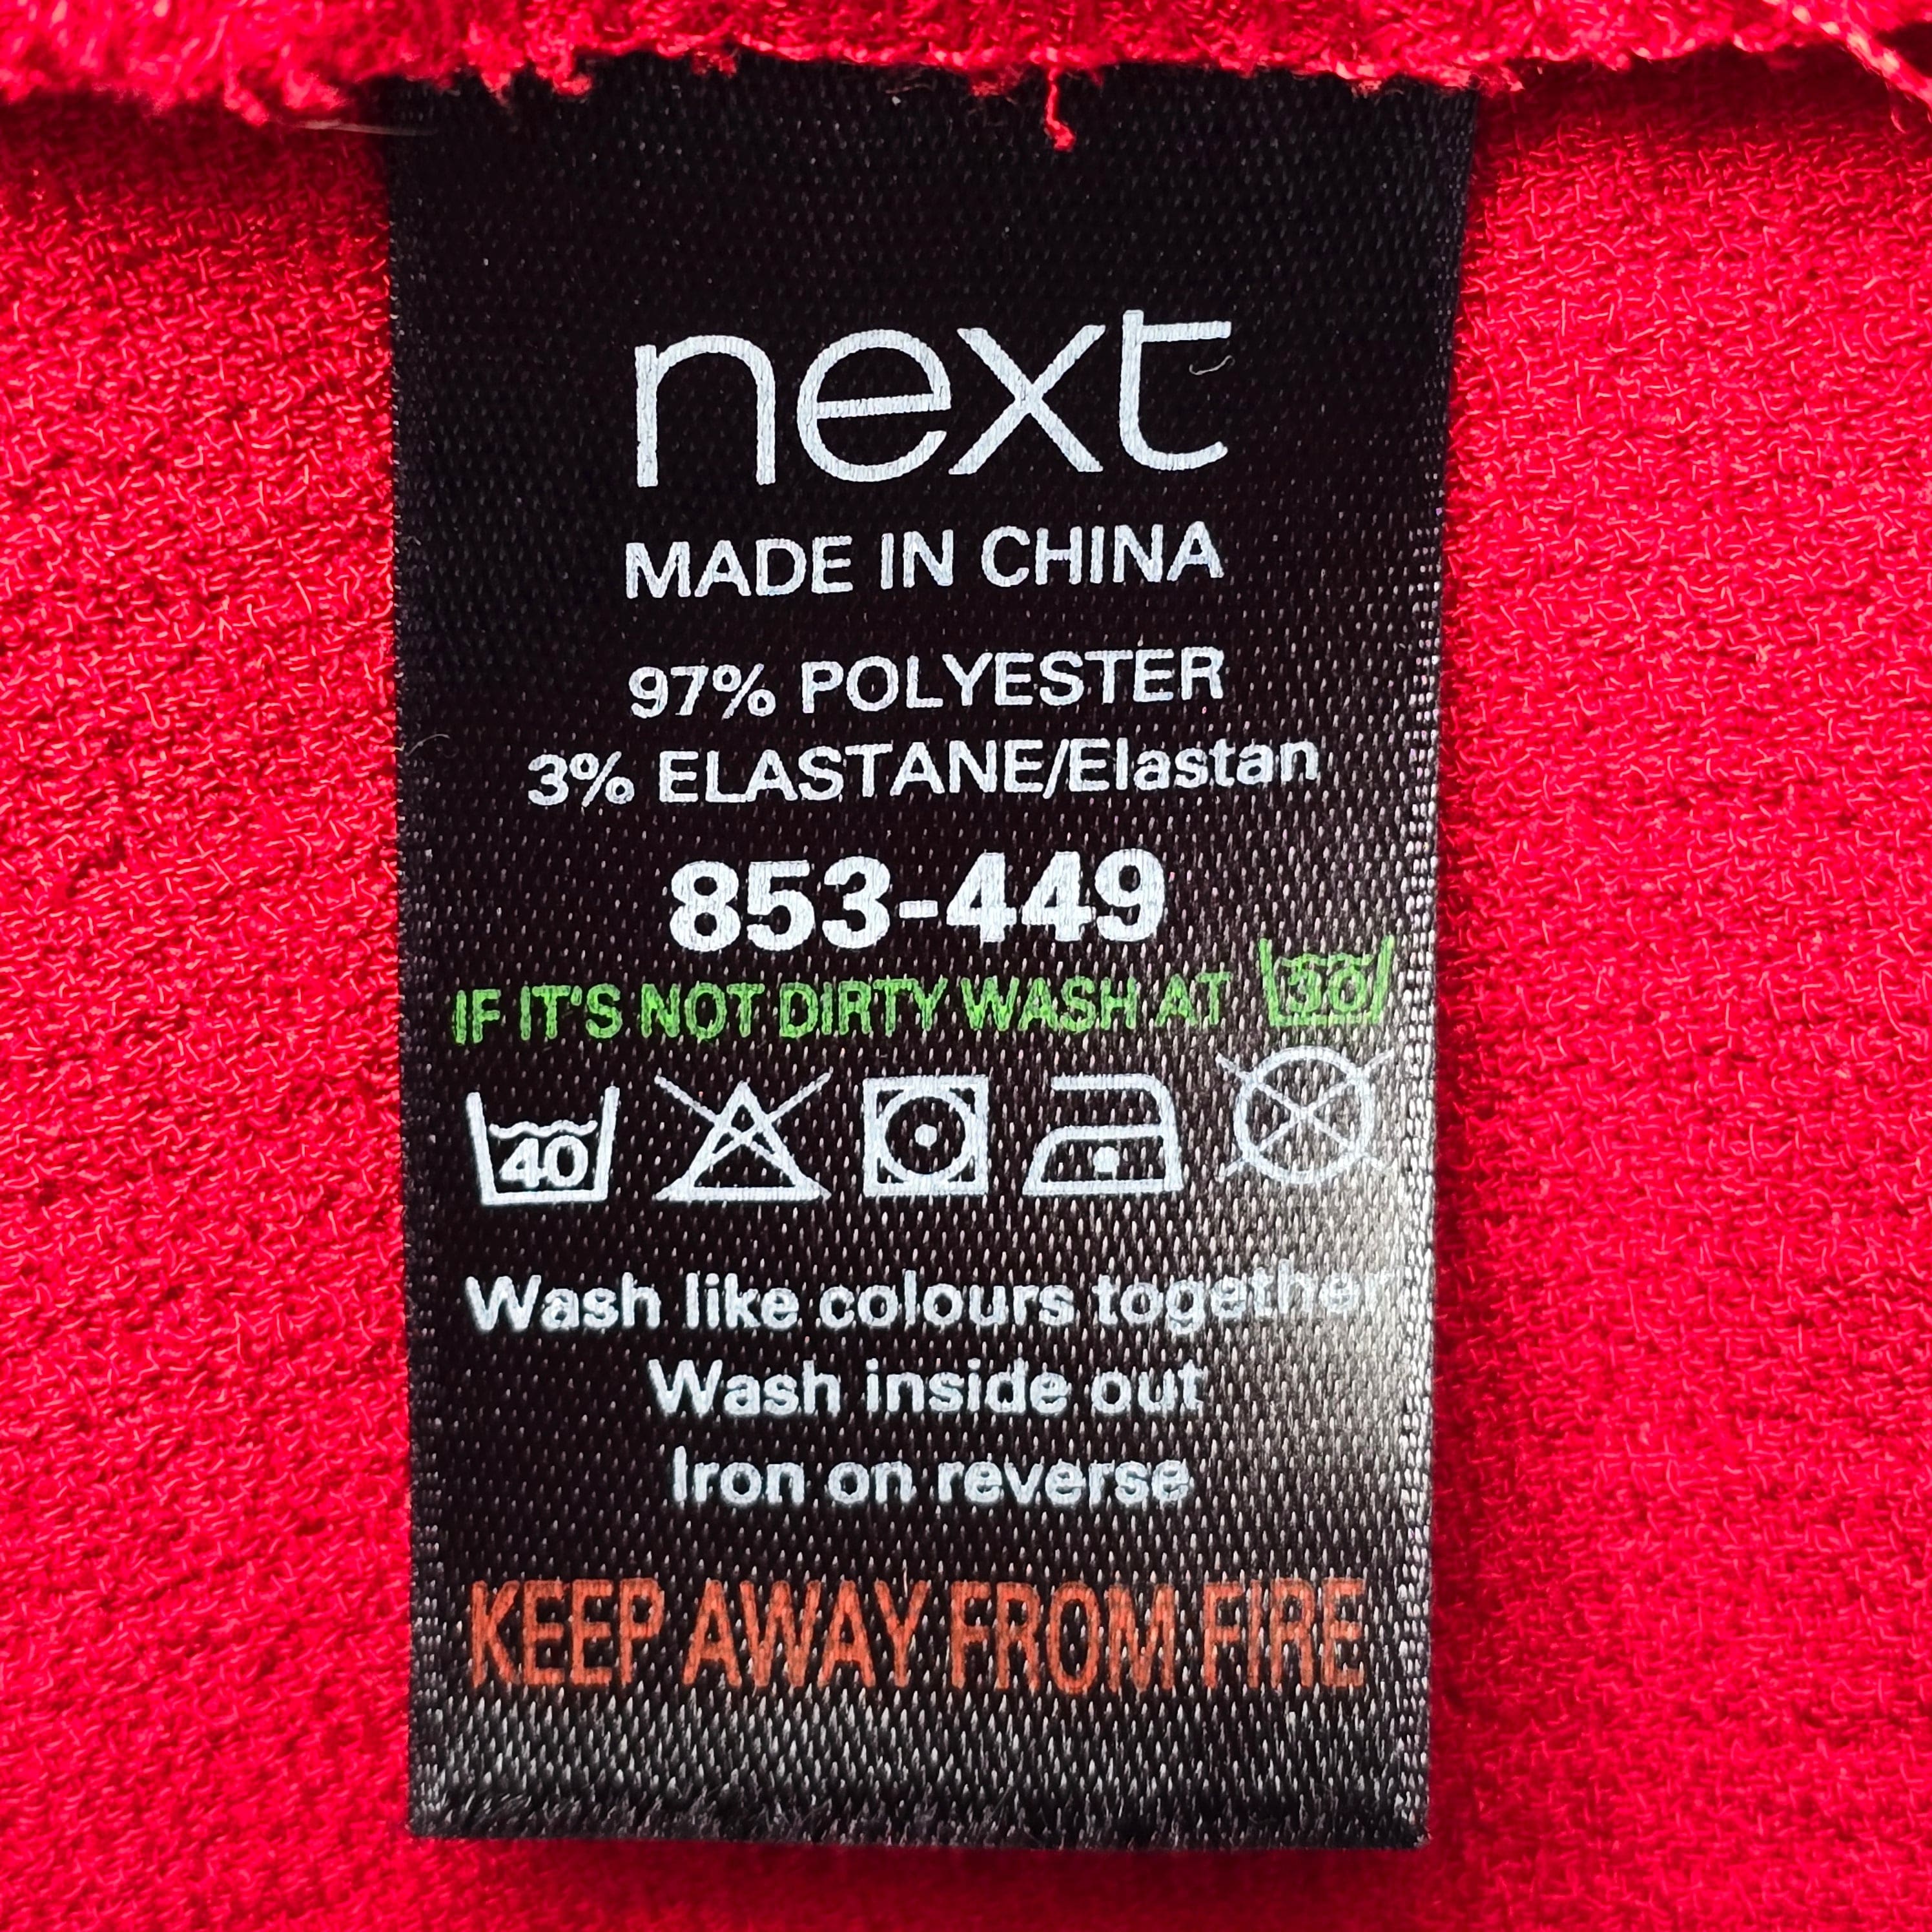 next
MADE IN CHINA
97% POLYESTER
3% ELASTANE/Elastan
853-449
IF IT'S NOT DIRTY WASH AT 30
40
Wash like colours together
Wash inside out
Iron on reverse
KEEP AWAY FROM FIRE